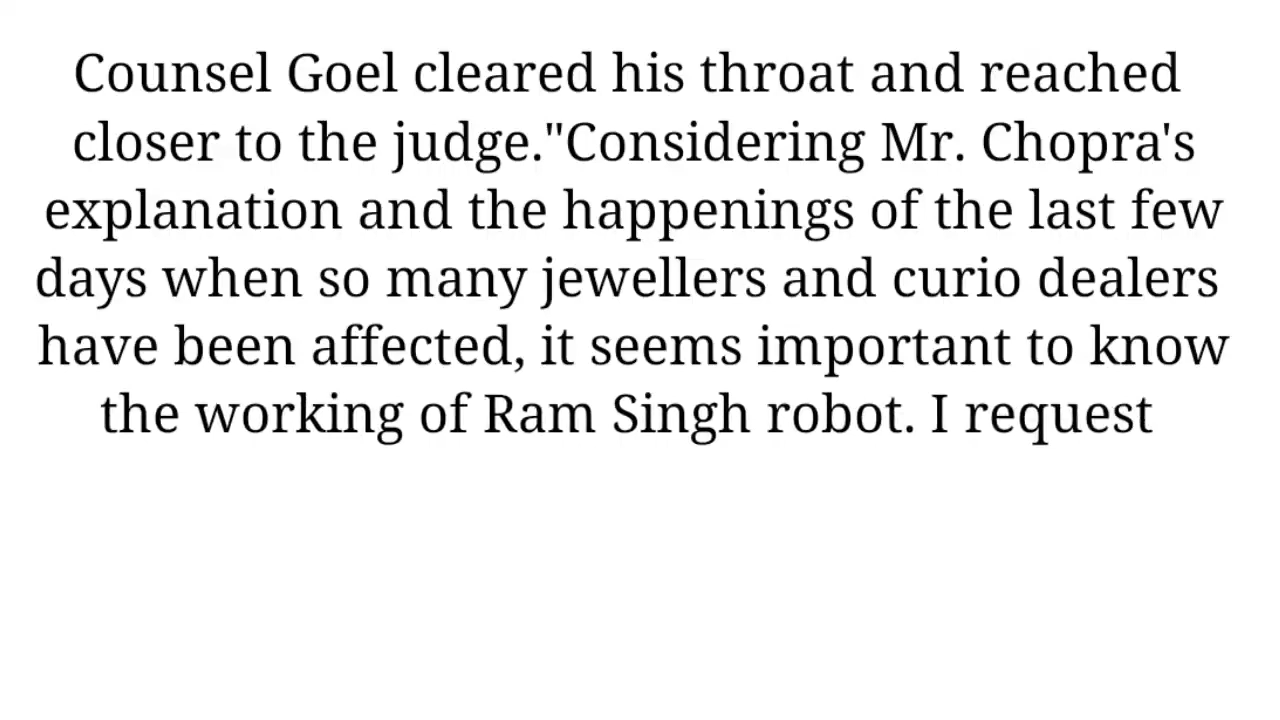 Counsel Goel cleared his throat and reached
closer to the judge."Considering Mr. Chopra's
explanation and the happenings of the last few
days when so many jewellers and curio dealers
have been affected, it seems important to know
the working of Ram Singh robot. I request